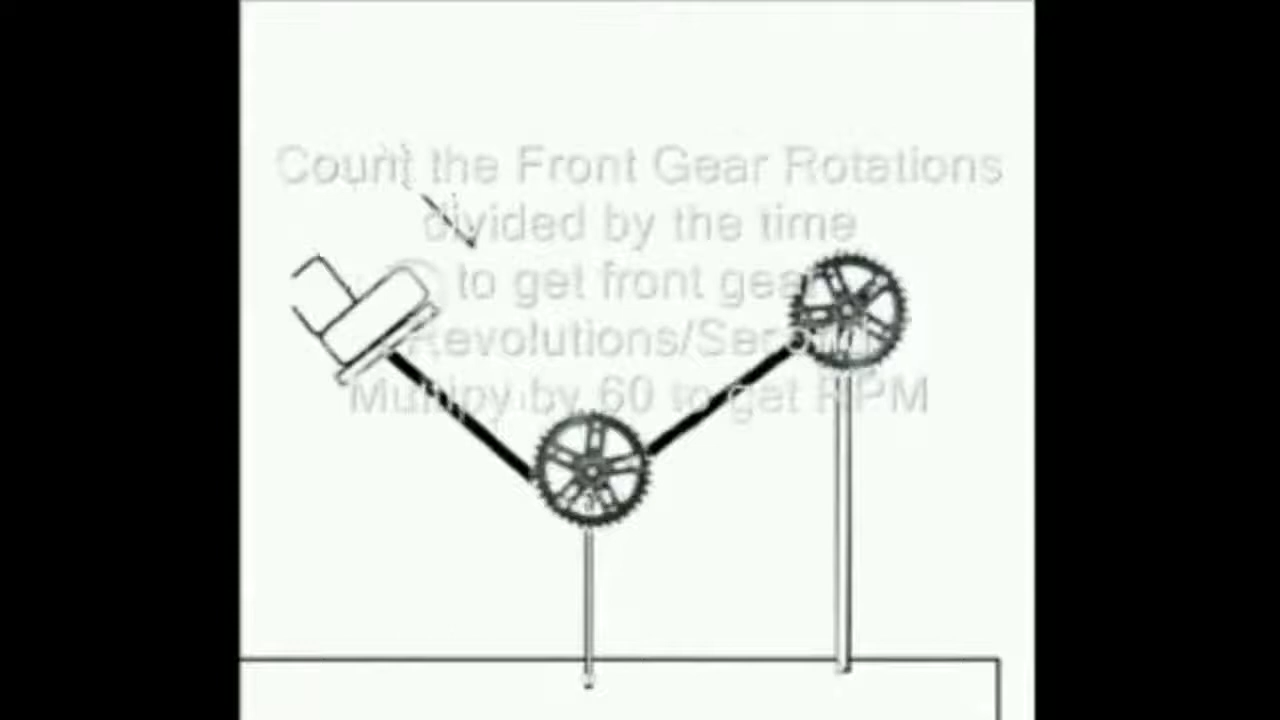 Count the Front Gear Rotations
divided by the time
to get front gear
Revolutions/Second
Multipy by 60 to get RPM